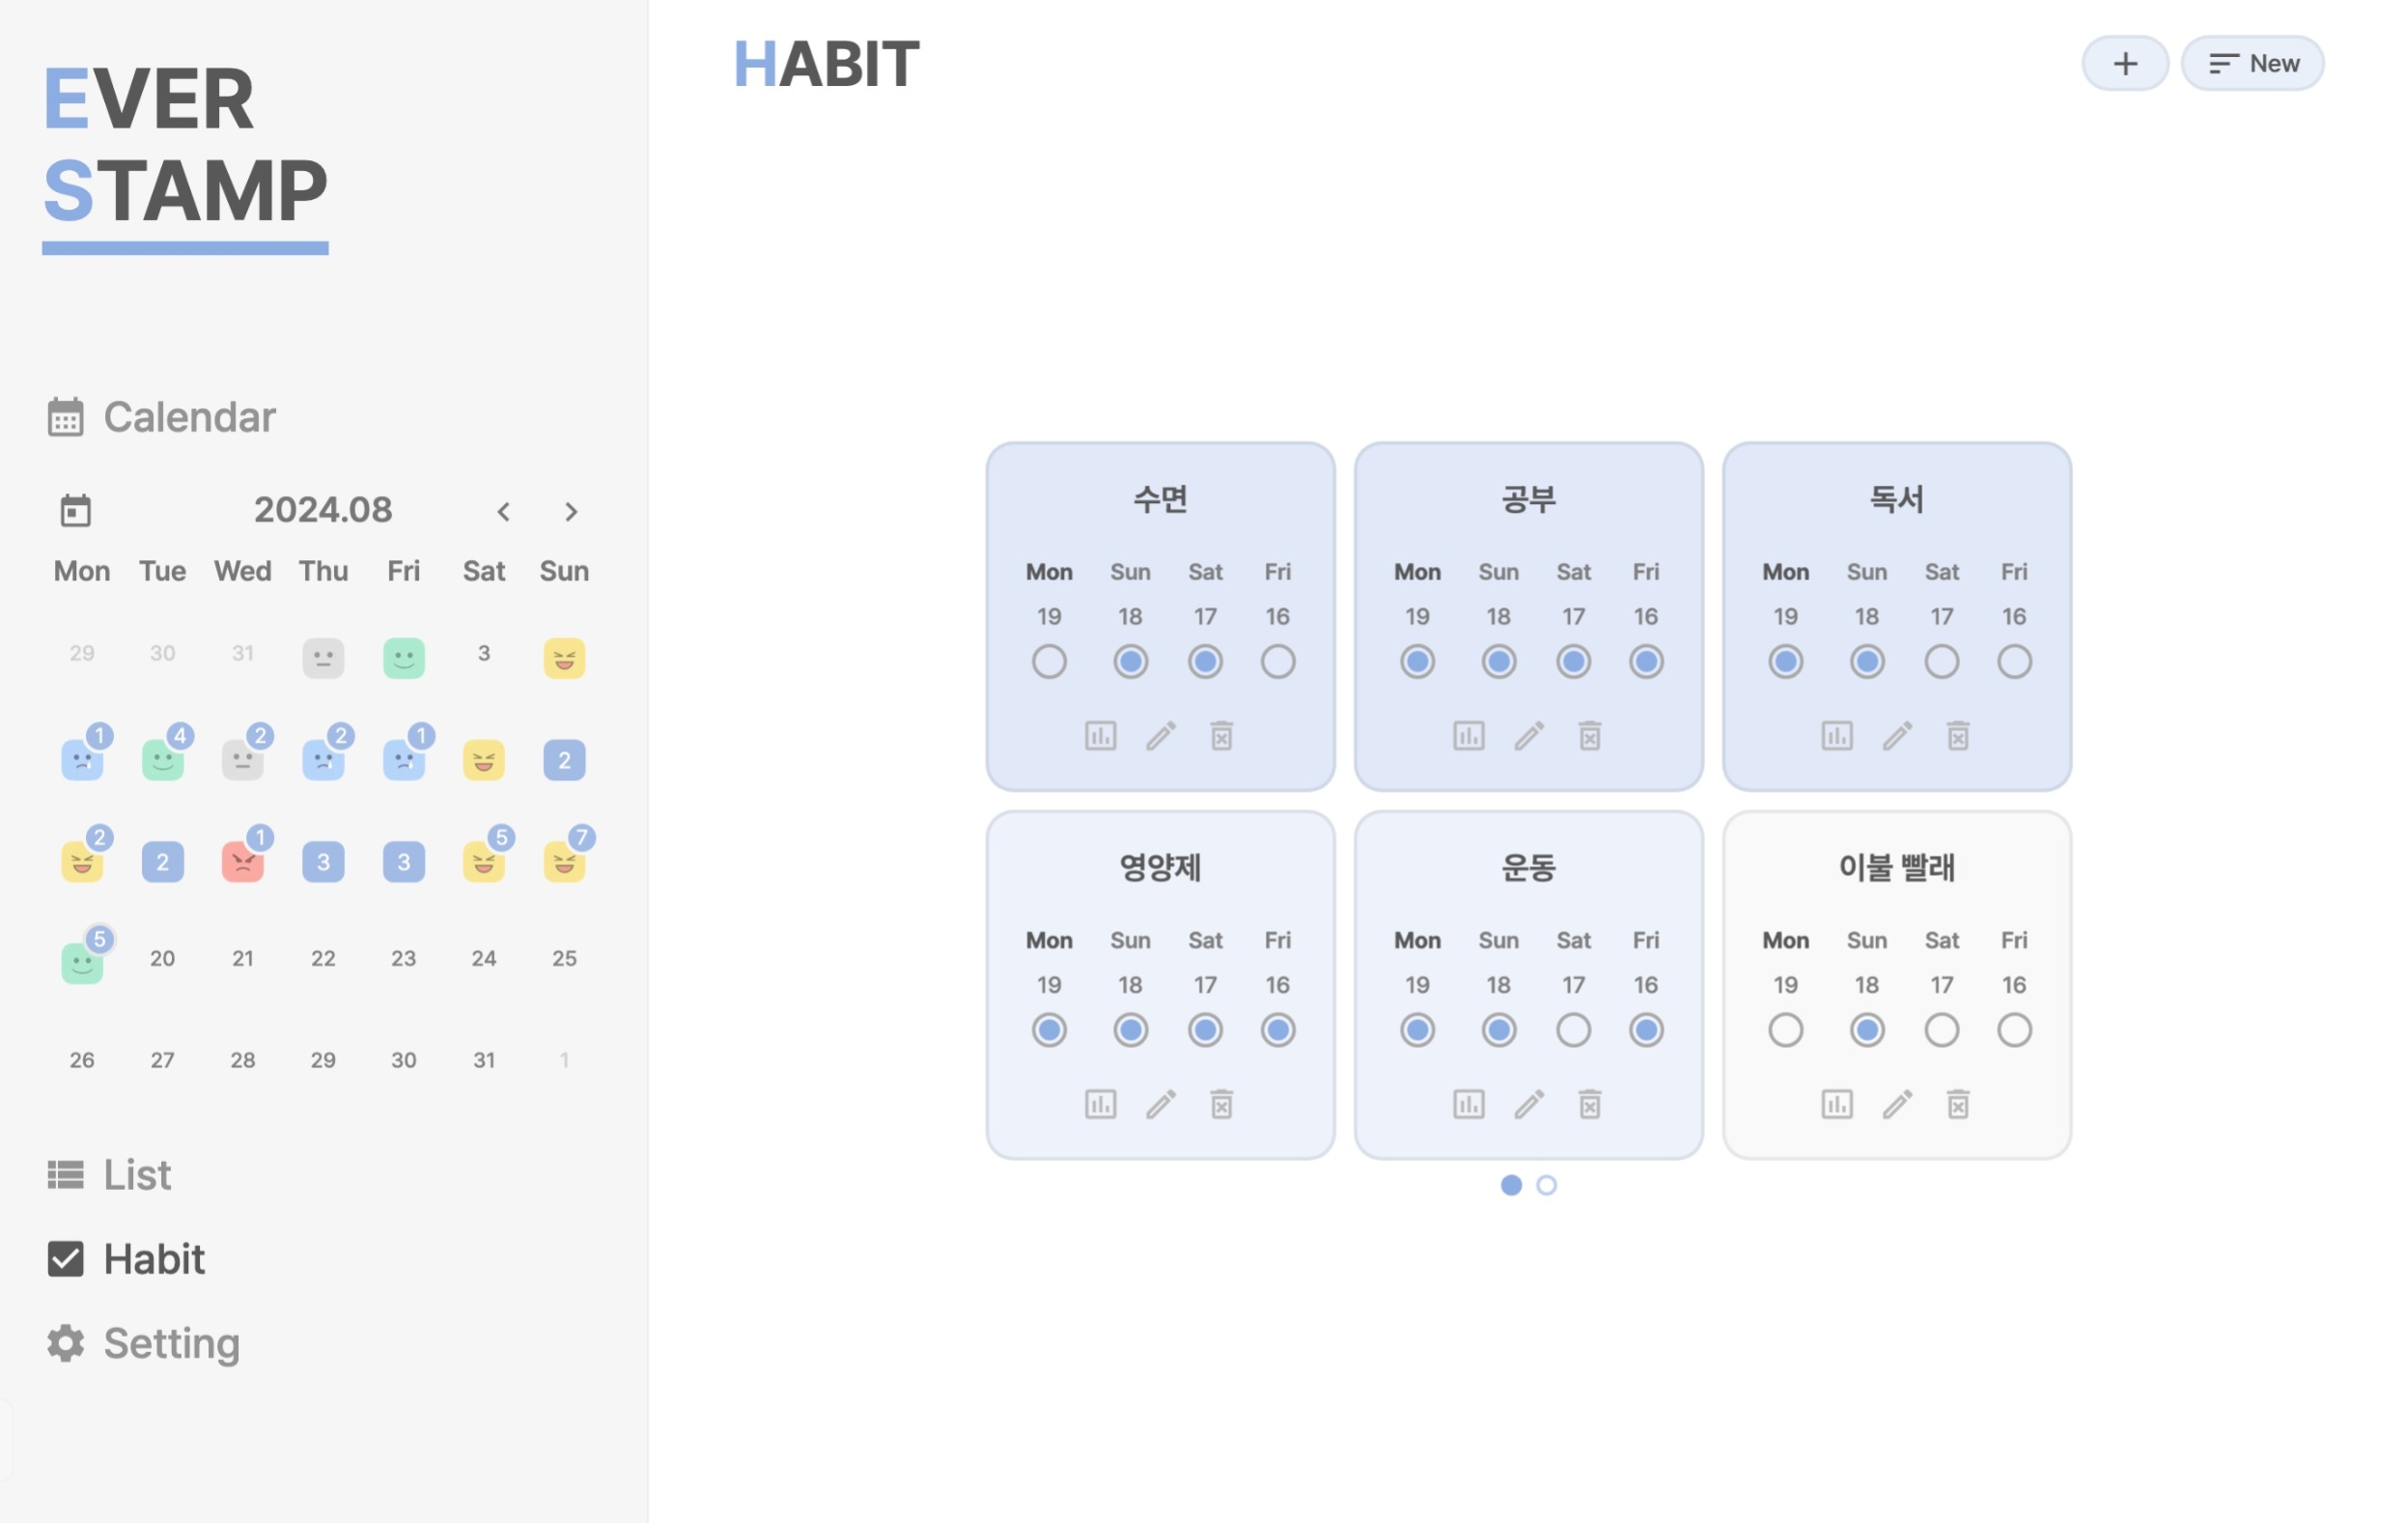 EVER
STAMP
Calendar
2024.08
Mon Tue Wed Thu Fri Sat Sun
29 30 31 3
1 4 2 2 1 2
2 2 1 3 3 5 7
5 20 21 22 23 24 25
26 27 28 29 30 31 1
List
Habit
Setting
HABIT
New
수면
Mon Sun Sat Fri
19 18 17 16
공부
Mon Sun Sat Fri
19 18 17 16
독서
Mon Sun Sat Fri
19 18 17 16
영양제
Mon Sun Sat Fri
19 18 17 16
운동
Mon Sun Sat Fri
19 18 17 16
이불 빨래
Mon Sun Sat Fri
19 18 17 16